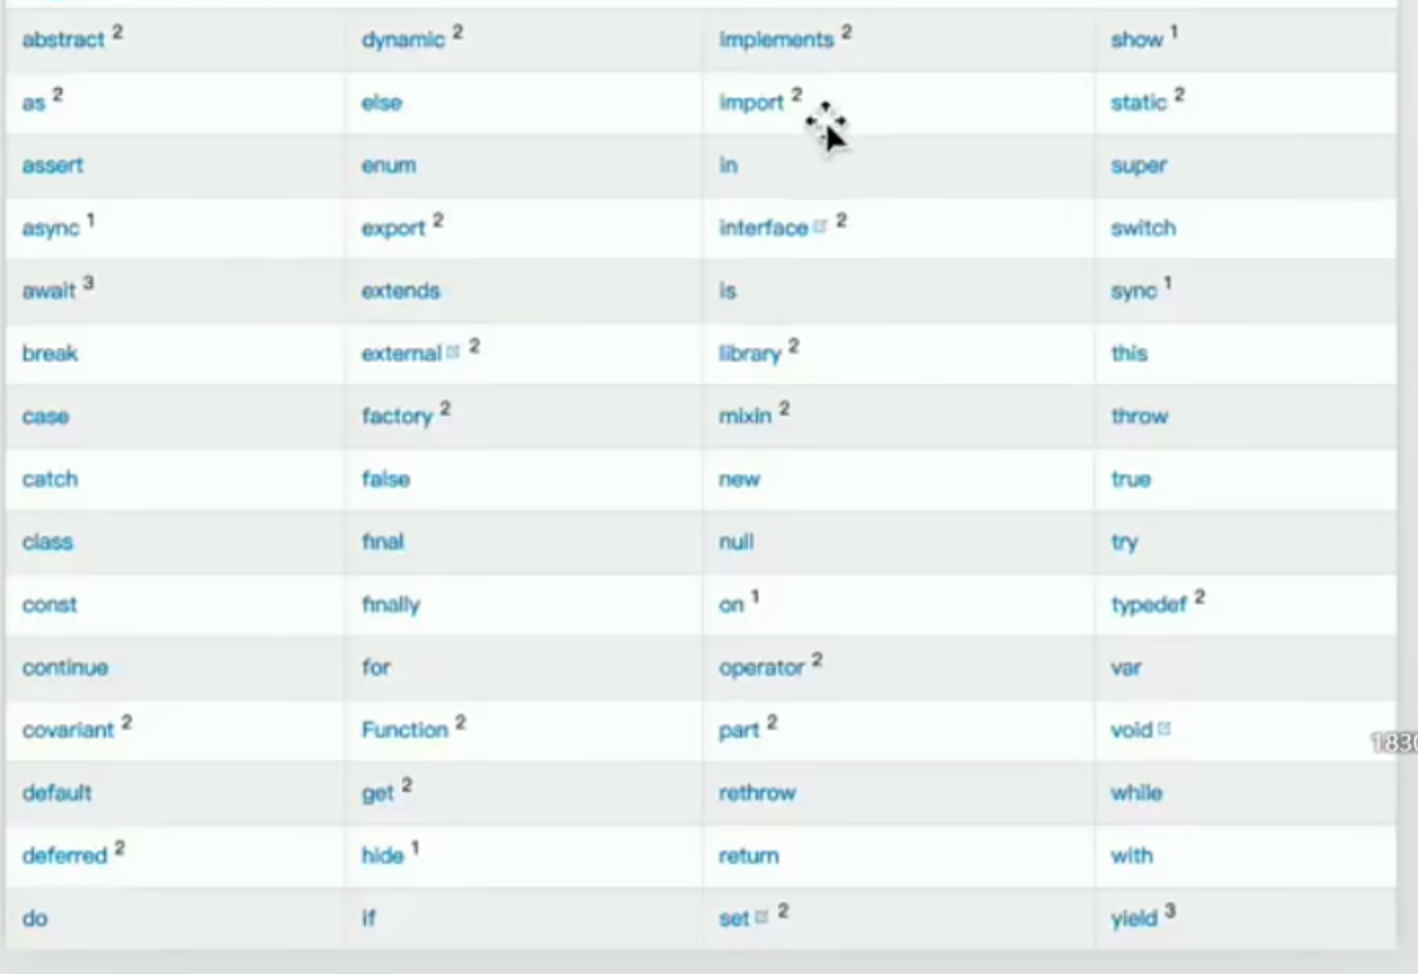 abstract 2 dynamic 2 implements 2 show 1
as 2 else import 2 static 2
assert enum in super
async 1 export 2 interface 2 switch
await 3 extends is sync 1
break external 2 library 2 this
case factory 2 mixin 2 throw
catch false new true
class final null try
const finally on 1 typedef 2
continue for operator 2 var
covariant 2 Function 2 part 2 void
default get 2 rethrow while
deferred 2 hide 1 return with
do if set 2 yield 3